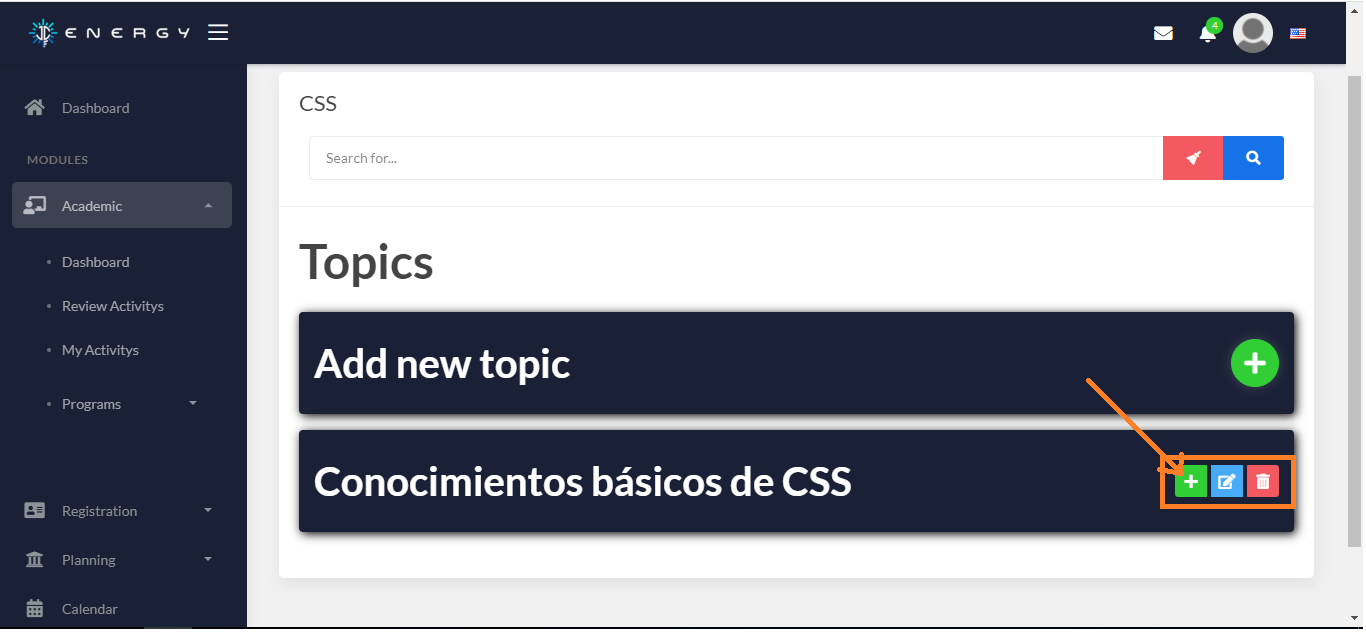 ENERGY
4
Dashboard
MODULES
Academic
Dashboard
Review Activitys
My Activitys
Programs
Registration
Planning
Calendar
CSS
Search for...
Topics
Add new topic
Conocimientos básicos de CSS